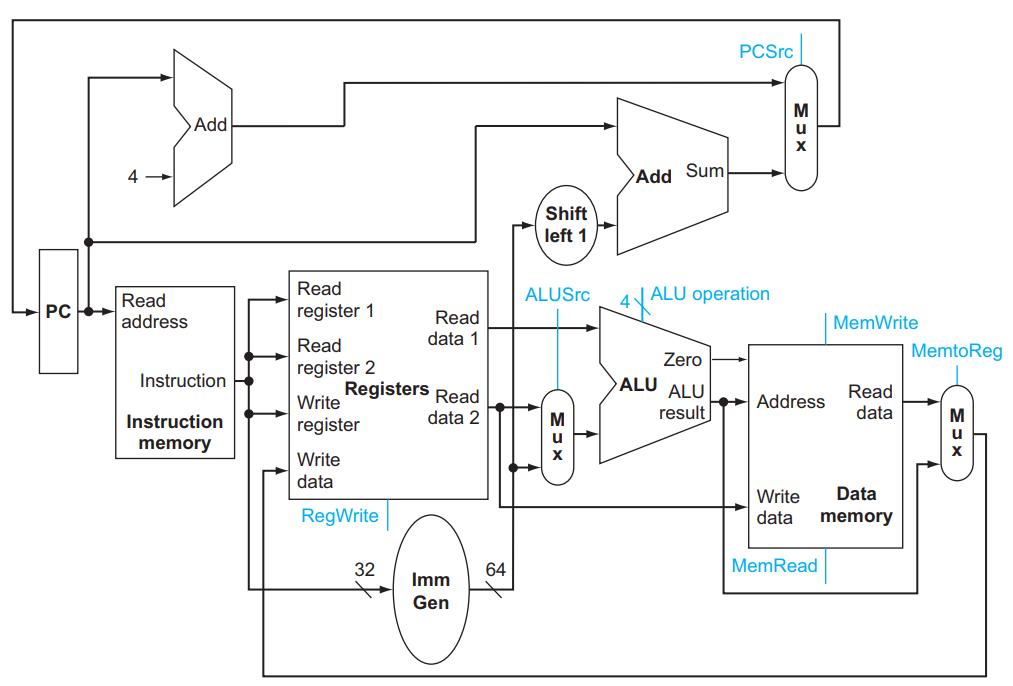 PCSrc
M
u
x
Add
4
Add Sum
Shift
left 1
PC
Read
address
Instruction
Instruction
memory
Read
register 1
Read
register 2
Write
register
Write
data
Registers
Read
data 1
Read
data 2
RegWrite
ALUSrc
M
u
x
4
ALU operation
Zero
ALU
ALU
result
MemWrite
Address
Read
data
Write
data
Data
memory
MemRead
MemtoReg
M
u
x
32
Imm
Gen
64